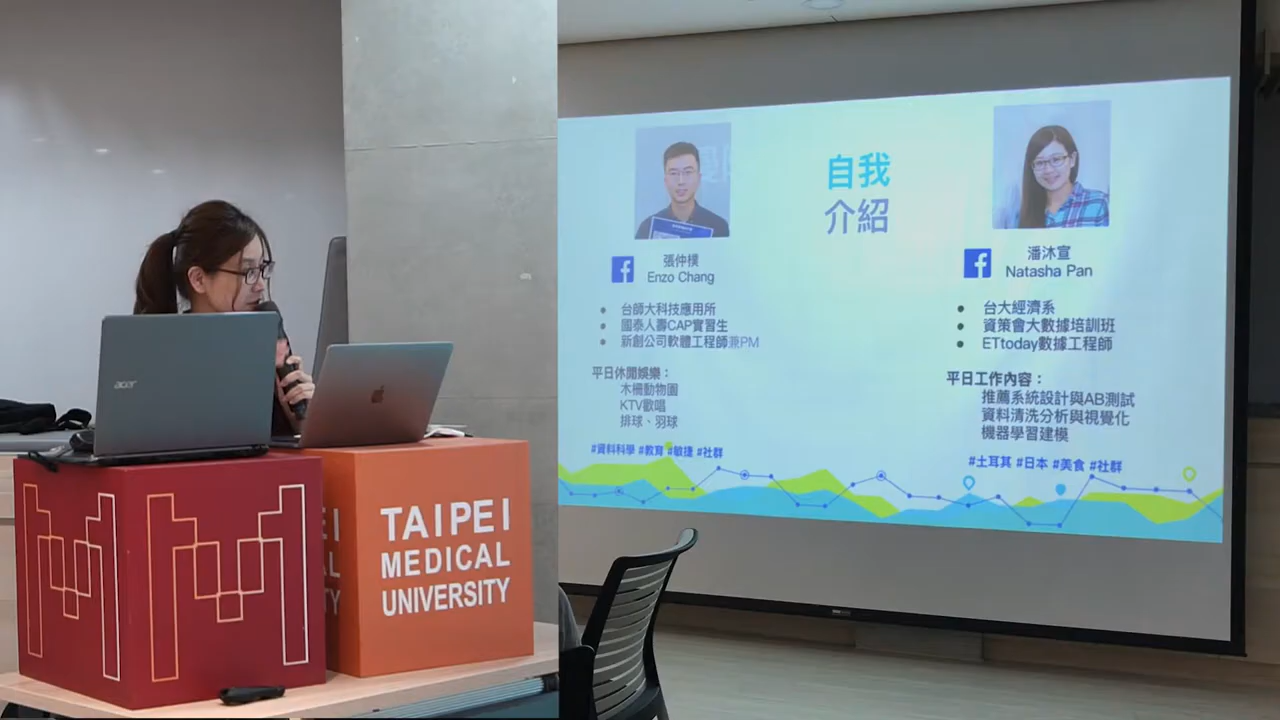 acer
TAIPEI
MEDICAL
UNIVERSITY
自我
介紹
張仲樸
Enzo Chang
台師大科技應用所
國泰人壽CAP實習生
新創公司軟體工程師兼PM
平日休閒娛樂：
木柵動物園
KTV歡唱
排球、羽球
#資料科學 #教育 #敏捷 #社群
潘沐宣
Natasha Pan
台大經濟系
資策會大數據培訓班
ETtoday數據工程師
平日工作內容：
推薦系統設計與AB測試
資料清洗分析與視覺化
機器學習建模
#土耳其 #日本 #美食 #社群